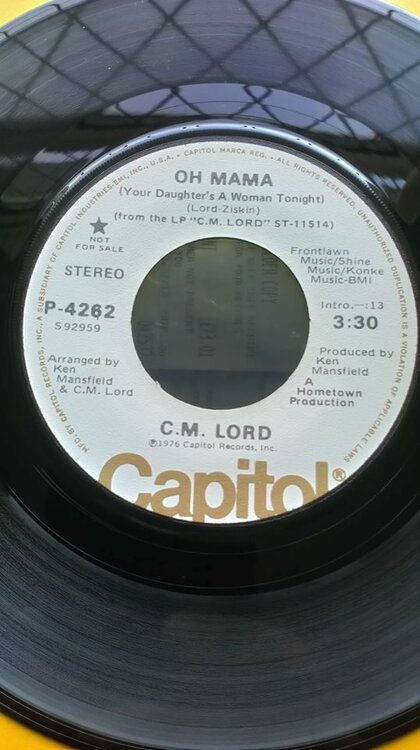 MFD. BY CAPITOL RECORDS, INC., A SUBSIDIARY OF CAPITOL INDUSTRIES-EMI, INC., U.S.A. • CAPITOL MARCA REG. • ALL RIGHTS RESERVED. UNAUTHORIZED DUPLICATION IS A VIOLATION OF APPLICABLE LAWS
OH MAMA
(Your Daughter's A Woman Tonight)
(Lord-Ziskin)
(from the LP "C.M. LORD" ST-11514)
★
NOT
FOR SALE
STEREO
P-4262
S92959
Arranged by
Ken
Mansfield
& C.M. Lord
Frontlawn
Music/Shine
Music/Konke
Music-BMI
Intro.—:13
3:30
Produced by
Ken
Mansfield
A
Hometown
Production
C.M. LORD
℗1976 Capitol Records, Inc.
Capitol®